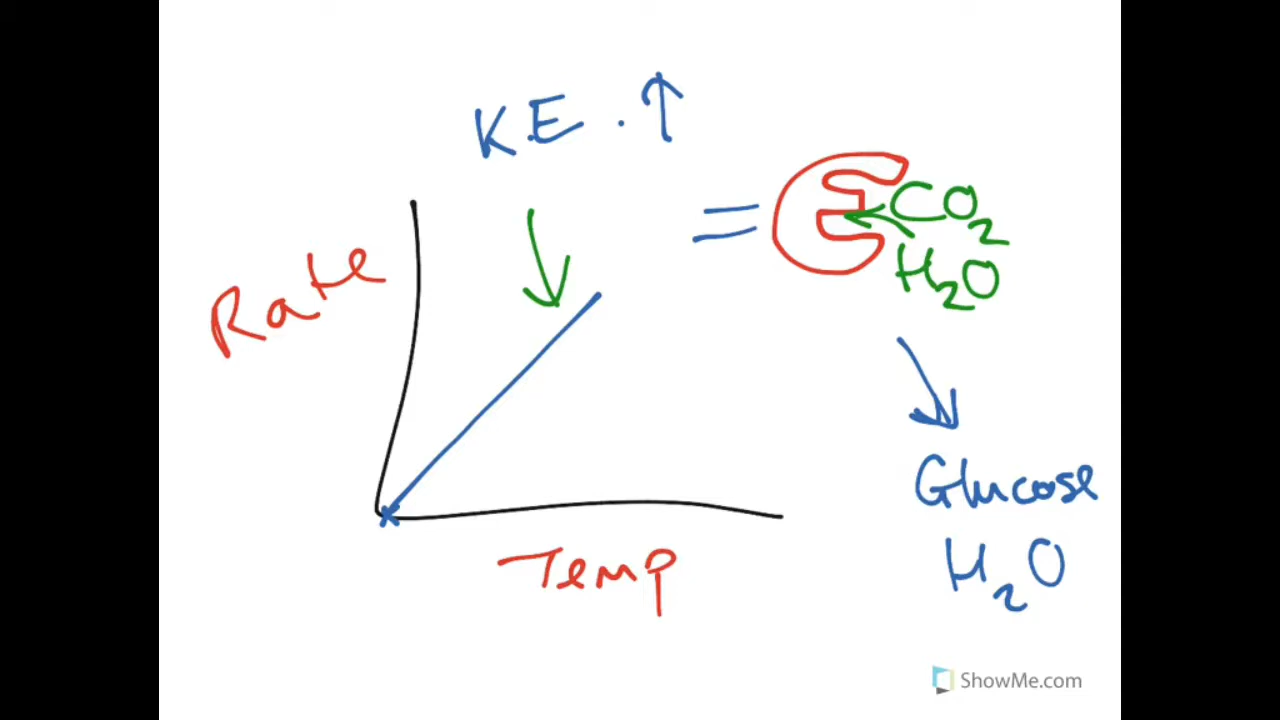 KE. ↑
Rate
= CO₂
H₂O
Glucose
H₂O
Temp
ShowMe.com